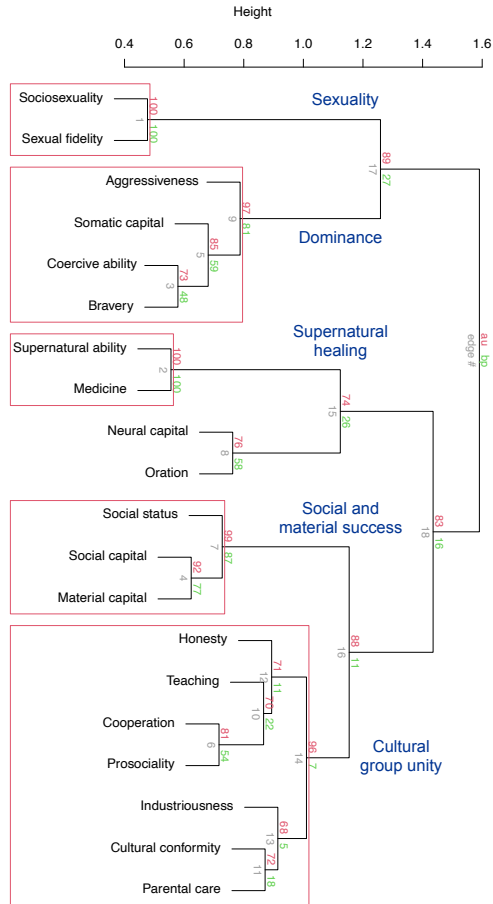 Height
0.4 0.6 0.8 1.0 1.2 1.4 1.6
Sociosexuality
Sexual fidelity
1
100
100
Sexuality
89
27
17
Aggressiveness
97
81
9
Somatic capital
85
59
5
Coercive ability
73
48
3
Bravery
Dominance
Supernatural ability
100
100
2
Medicine
Supernatural
healing
74
26
15
au
bp
edge #
Neural capital
76
58
8
Oration
Social status
99
87
7
Social capital
92
77
4
Material capital
Social and
material success
83
16
18
88
11
16
Honesty
71
11
12
Teaching
70
22
10
Cooperation
81
54
6
Prosociality
96
7
14
Cultural
group unity
Industriousness
68
5
13
Cultural conformity
72
18
11
Parental care